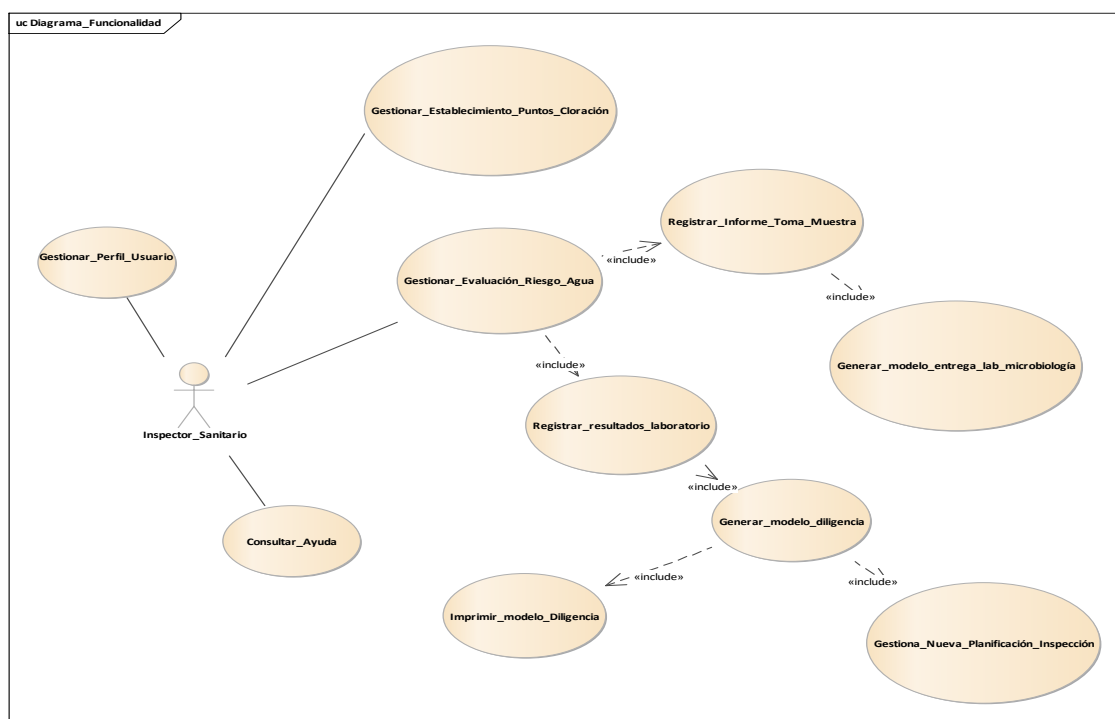 uc Diagrama_Funcionalidad
Gestionar_Establecimiento_Puntos_Cloración
Registrar_Informe_Toma_Muestra
Gestionar_Perfil_Usuario
«include»
Gestionar_Evaluación_Riesgo_Agua
«include»
«include»
Generar_modelo_entrega_lab_microbiología
Registrar_resultados_laboratorio
Inspector_Sanitario
«include»
Generar_modelo_diligencia
Consultar_Ayuda
«include»
«include»
Imprimir_modelo_Diligencia
Gestiona_Nueva_Planificación_Inspección